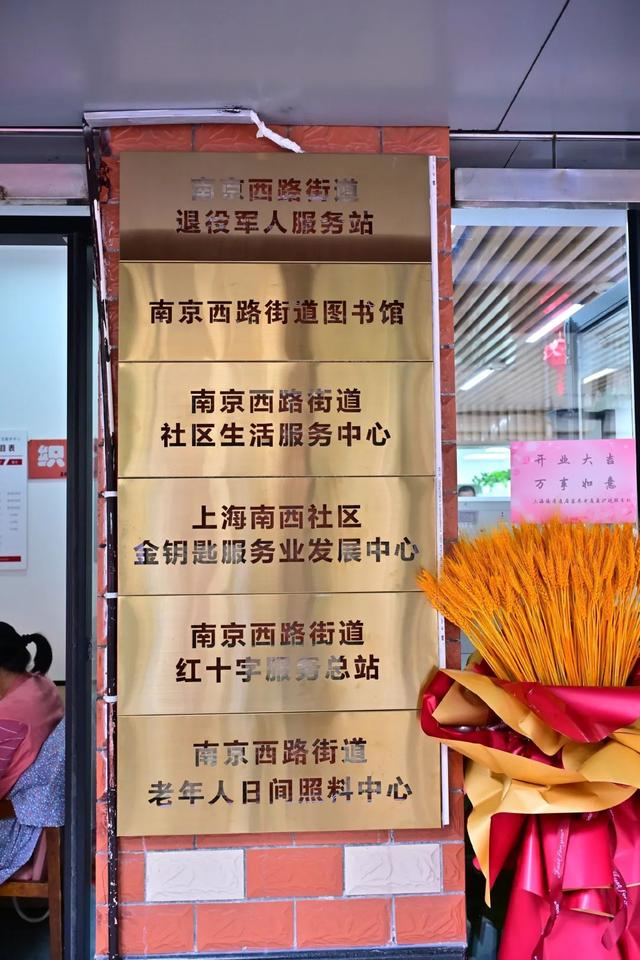 南京西路街道
退役军人服务站
南京西路街道图书馆
南京西路街道
社区生活服务中心
上海南西社区
金钥匙服务业发展中心
南京西路街道
红十字服务总站
南京西路街道
老年人日间照料中心
织
开业大吉
万事如意